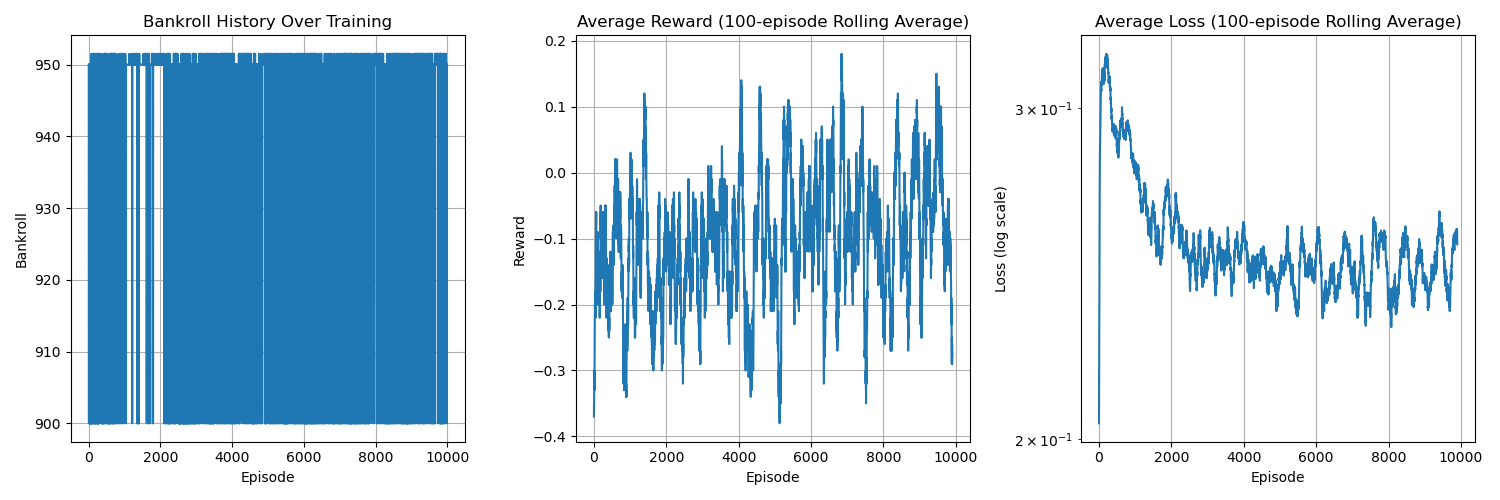 Bankroll History Over Training
950
940
930
920
910
900
Bankroll
0
2000
4000
6000
8000
10000
Episode
Average Reward (100-episode Rolling Average)
0.2
0.1
0.0
−0.1
−0.2
−0.3
−0.4
Reward
0
2000
4000
6000
8000
10000
Episode
Average Loss (100-episode Rolling Average)
3 × 10⁻¹
2 × 10⁻¹
Loss (log scale)
0
2000
4000
6000
8000
10000
Episode